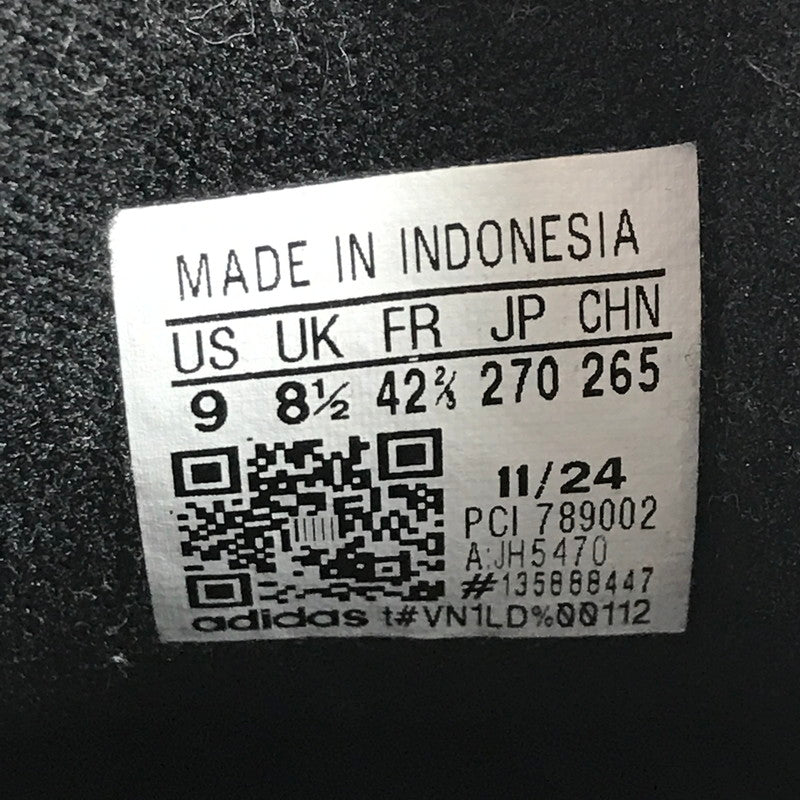 MADE IN INDONESIA
US UK FR JP CHN
9 8½ 42⅔ 270 265
11/24
PCI 789002
A:JH5470
#135888447
adidas t#VN1LD%00112